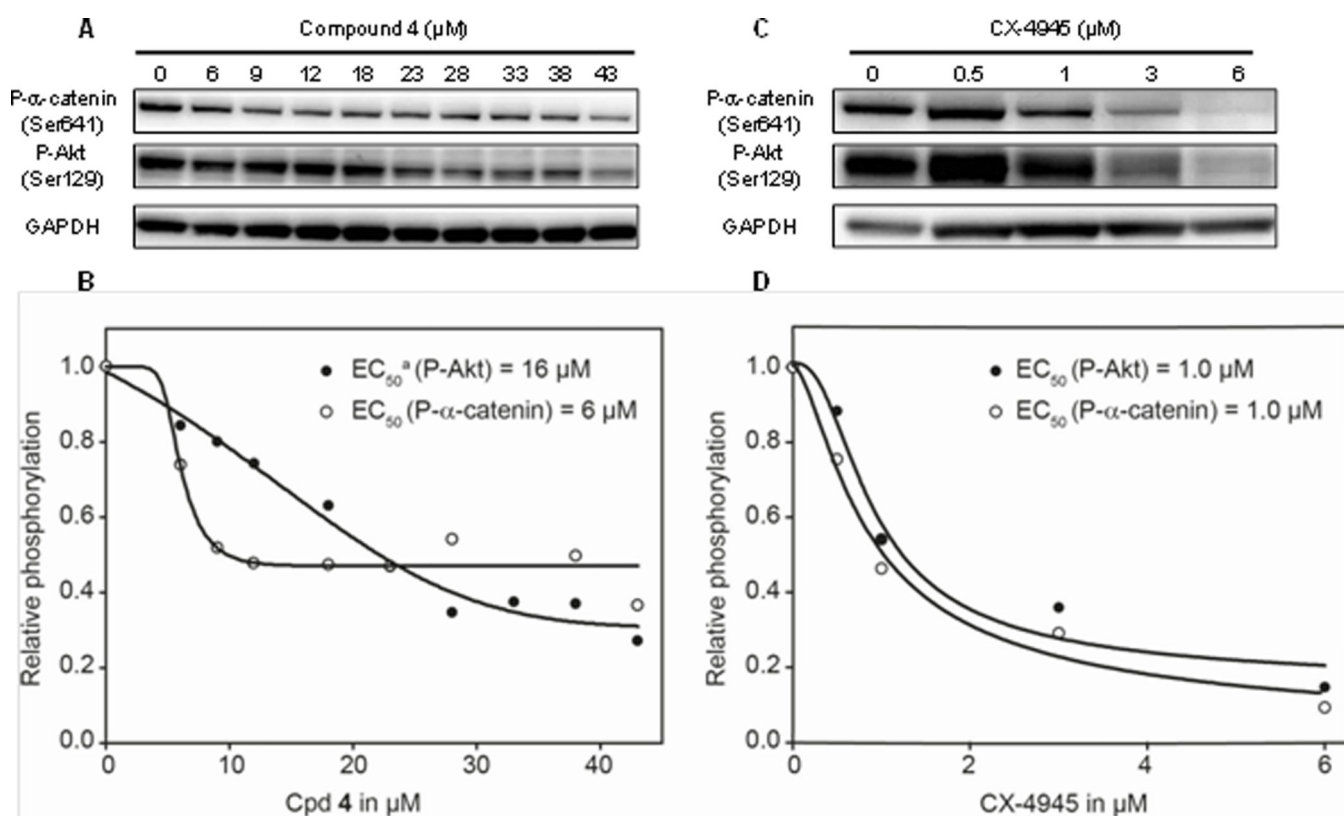 A
Compound 4 (µM)
0 6 9 12 18 23 28 33 38 43
P-α-catenin
(Ser641)
P-Akt
(Ser129)
GAPDH
C
CX-4945 (µM)
0 0.5 1 3 6
P-α-catenin
(Ser641)
P-Akt
(Ser129)
GAPDH
B
Relative phosphorylation
1.0
0.8
0.6
0.4
0.2
0.0
EC50a (P-Akt) = 16 µM
EC50 (P-α-catenin) = 6 µM
0 10 20 30 40
Cpd 4 in µM
D
Relative phosphorylation
1.0
0.8
0.6
0.4
0.2
0.0
EC50 (P-Akt) = 1.0 µM
EC50 (P-α-catenin) = 1.0 µM
0 2 4 6
CX-4945 in µM